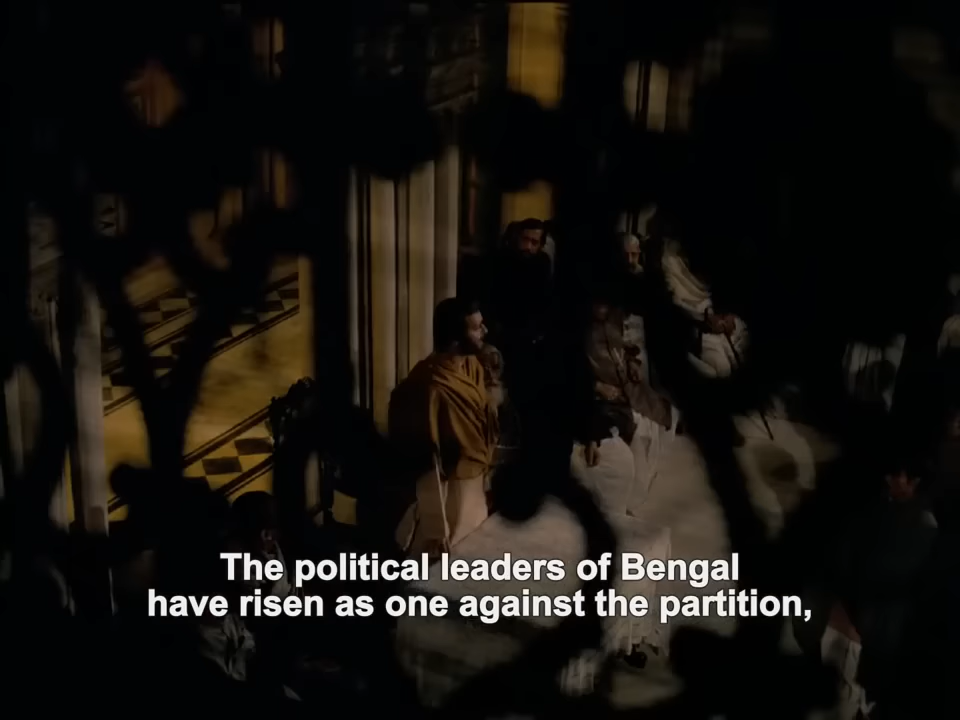 The political leaders of Bengal
have risen as one against the partition,